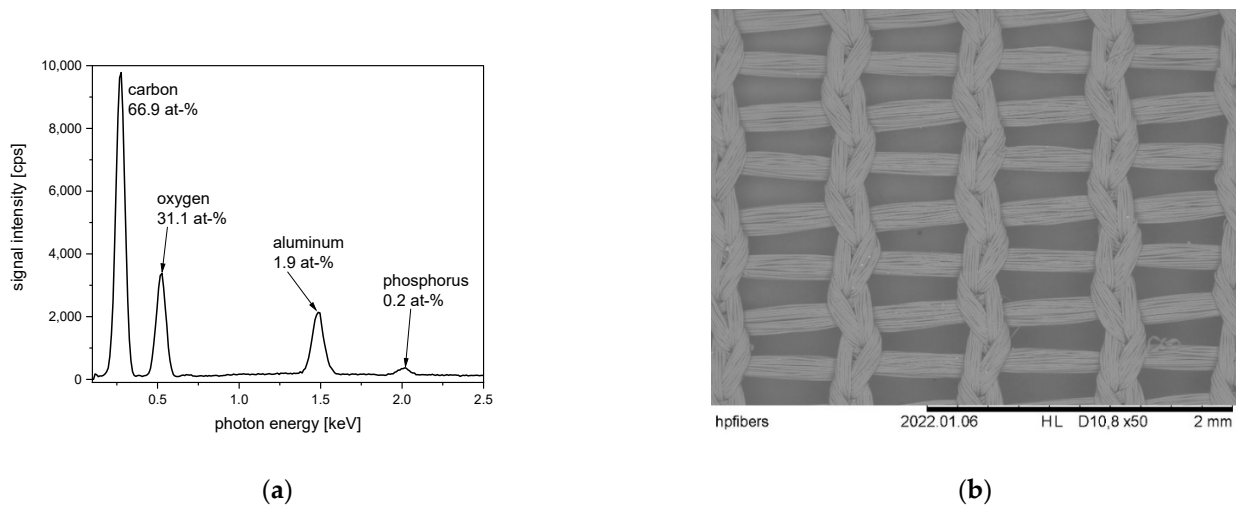 10,000
8,000
6,000
4,000
2,000
0
signal intensity [cps]
carbon
66.9 at-%
oxygen
31.1 at-%
aluminum
1.9 at-%
phosphorus
0.2 at-%
0.5
1.0
1.5
2.0
2.5
photon energy [keV]
(a)
hpfibers 2022.01.06 HL D10,8 x50 2 mm
(b)